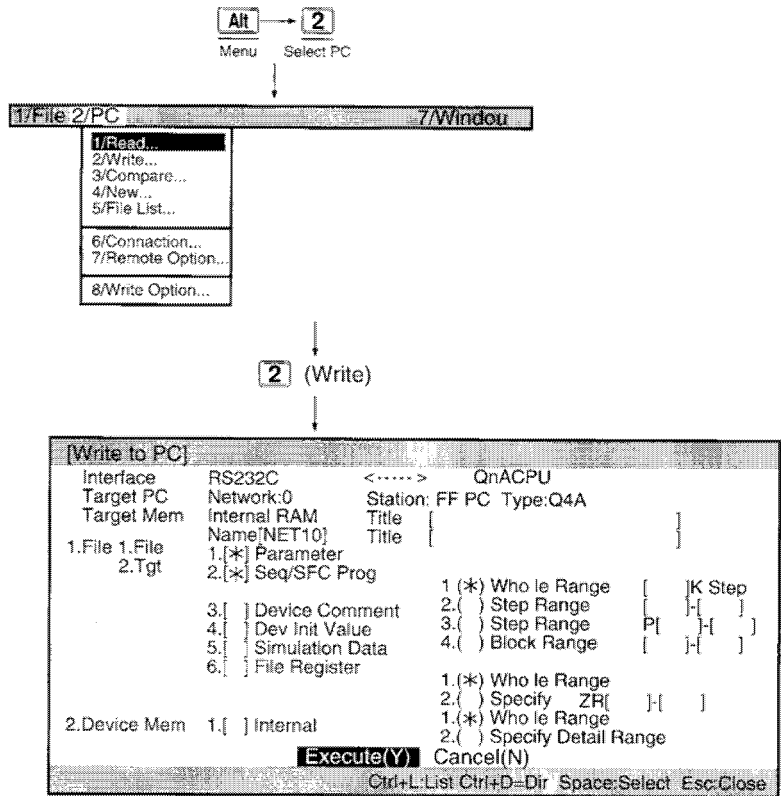 Alt 2
Menu Select PC
1/File 2/PC 7/Windou
1/Read...
2/Write...
3/Compare...
4/New...
5/File List...
6/Connaction...
7/Remote Option...
8/Write Option...
2 (Write)
[Write to PC]
Interface RS232C <-----> QnACPU
Target PC Network:0 Station: FF PC Type:Q4A
Target Mem Internal RAM Title [ ]
Name[NET10] Title [ ]
1.File 1.File 1.[*] Parameter
2.Tgt 2.[*] Seq/SFC Prog
1 (*) Who le Range [ ]K Step
2.( ) Step Range [ ]-[ ]
3.[ ] Device Comment 3.( ) Step Range P[ ]-[ ]
4.[ ] Dev Init Value 4.( ) Block Range [ ]-[ ]
5.[ ] Simulation Data
6.[ ] File Register 1.(*) Who le Range
2.( ) Specify ZR[ ]-[ ]
2.Device Mem 1.[ ] Internal 1.(*) Who le Range
2.( ) Specify Detail Range
Execute(Y) Cancel(N)
Ctrl+L:List Ctrl+D=Dir Space:Select Esc:Close